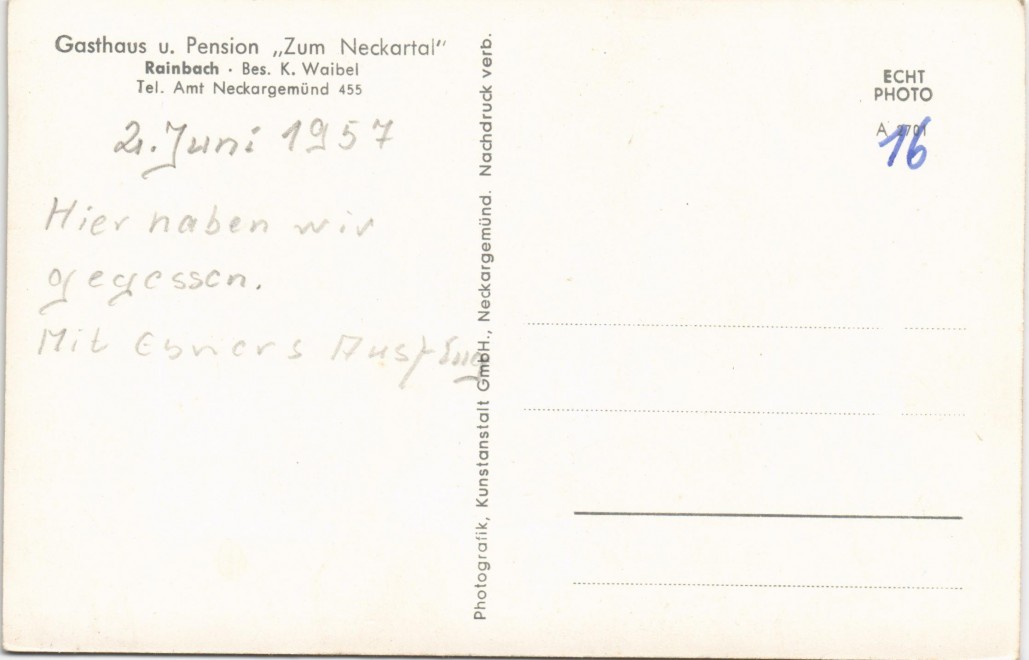 Gasthaus u. Pension „Zum Neckartal"
Rainbach · Bes. K. Waibel
Tel. Amt Neckargemünd 455
2. Juni 1957
Hier haben wir
gegessen.
Mit Ebners Ausflug
Photografik, Kunstanstalt GmbH., Neckargemünd. Nachdruck verb.
ECHT
PHOTO
A 2701
16